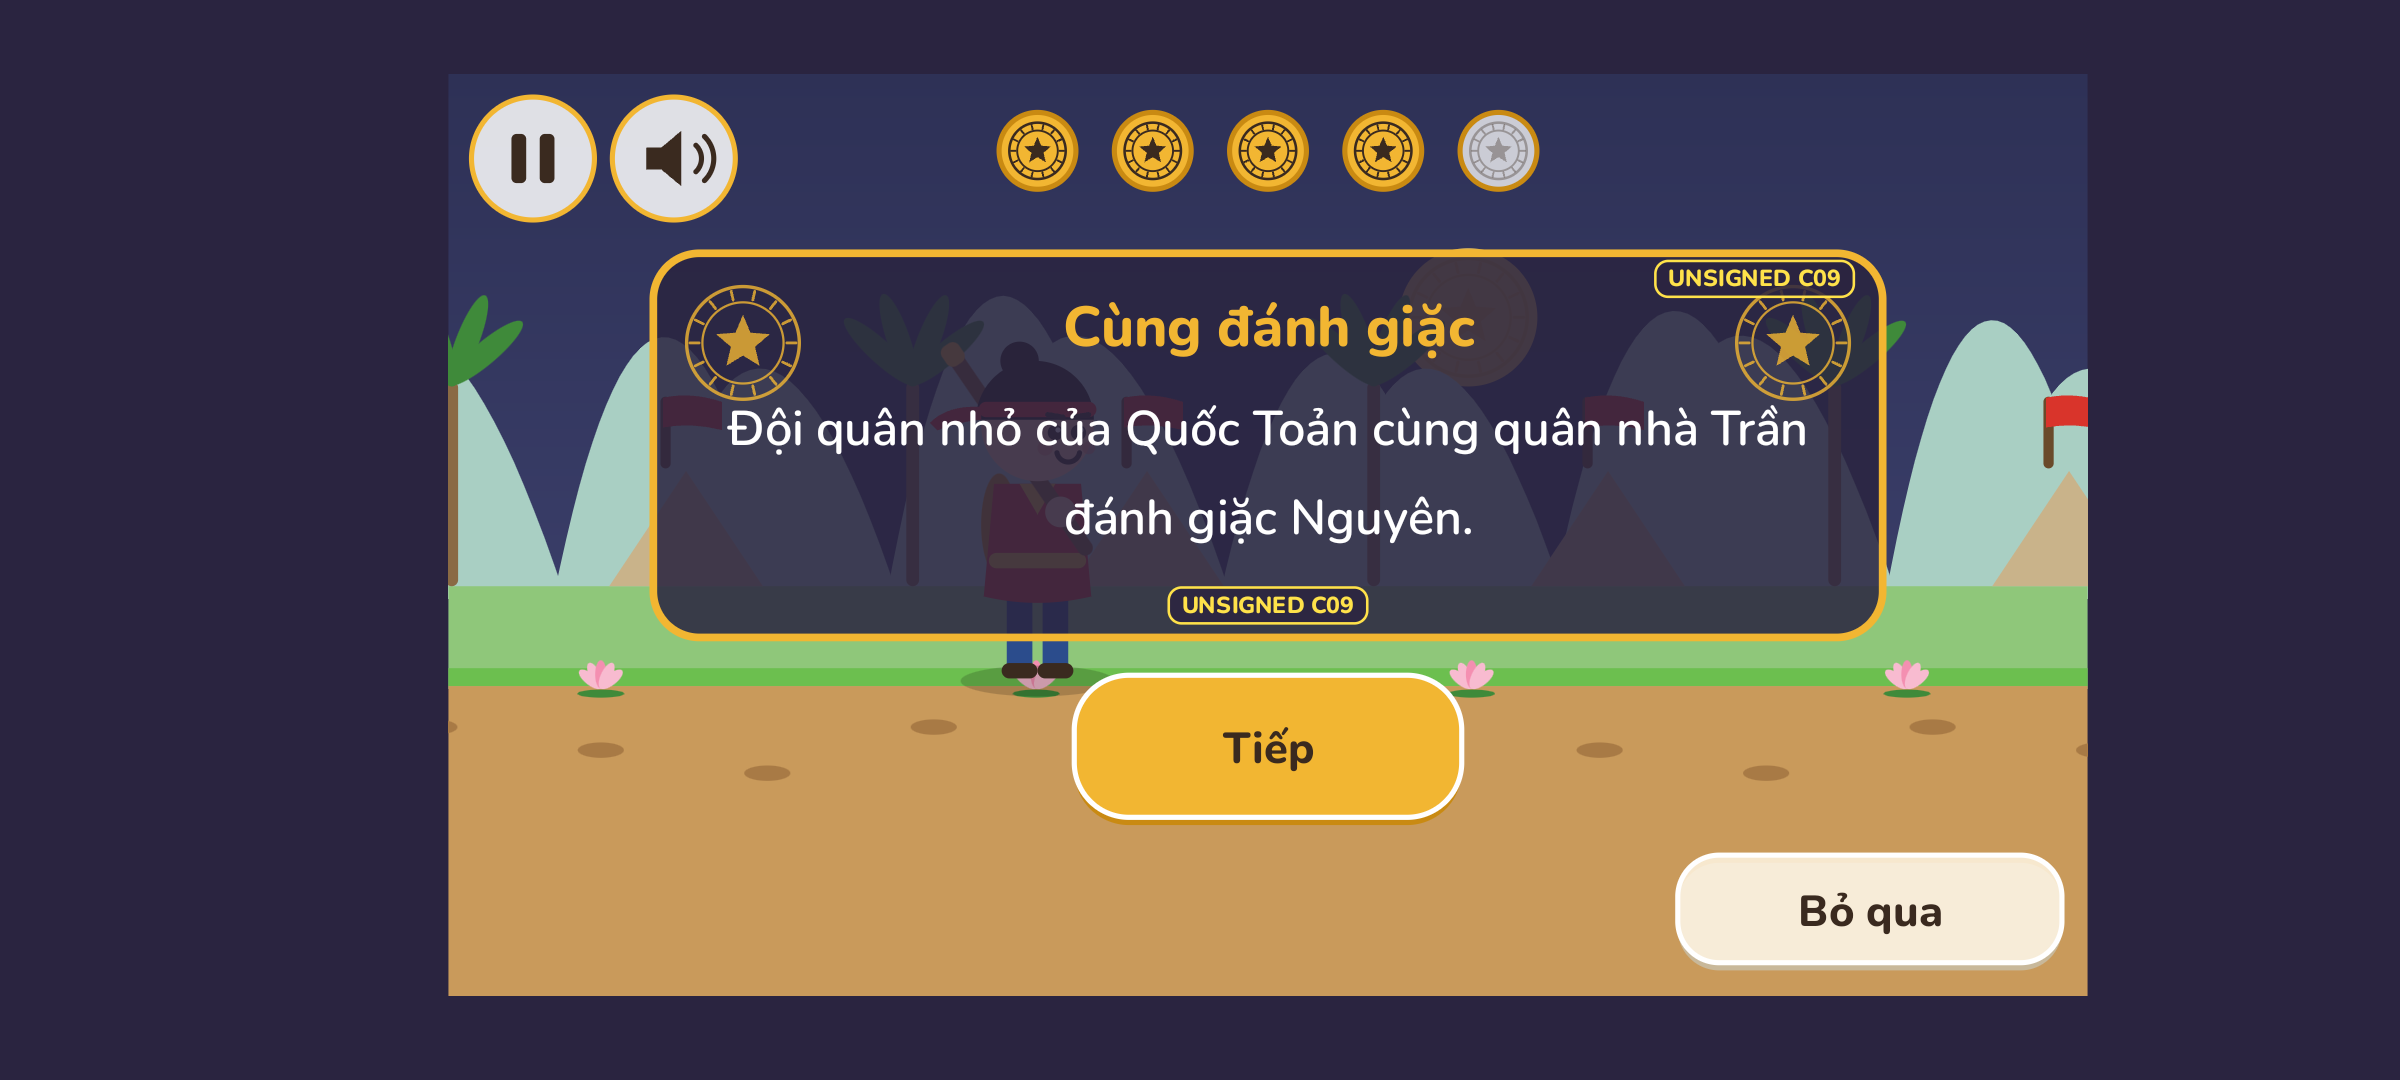 UNSIGNED C09
Cùng đánh giặc
Đội quân nhỏ của Quốc Toản cùng quân nhà Trần
đánh giặc Nguyên.
UNSIGNED C09
Tiếp
Bỏ qua